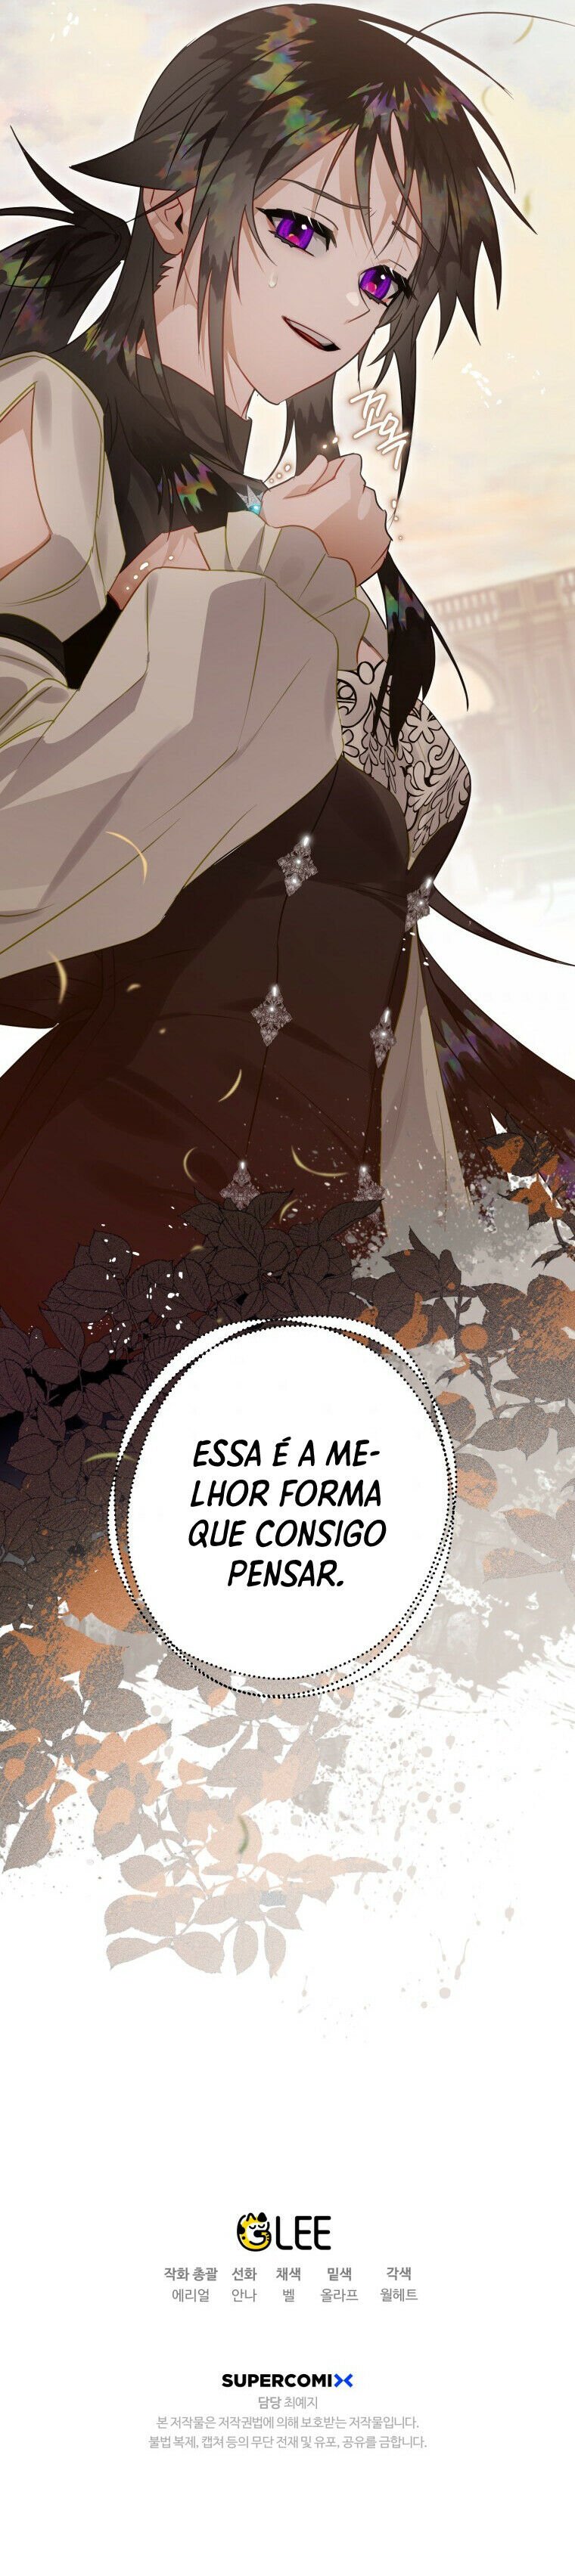 꼬옥
ESSA É A ME-
LHOR FORMA
QUE CONSIGO
PENSAR.
GLEE
작화 총괄 선화 채색 밑색 각색
에리얼 안나 벨 올라프 월헤트
SUPERCOMIX
담당 최예지
본 저작물은 저작권법에 의해 보호받는 저작물입니다.
불법 복제, 캡쳐 등의 무단 전재 및 유포, 공유를 금합니다.